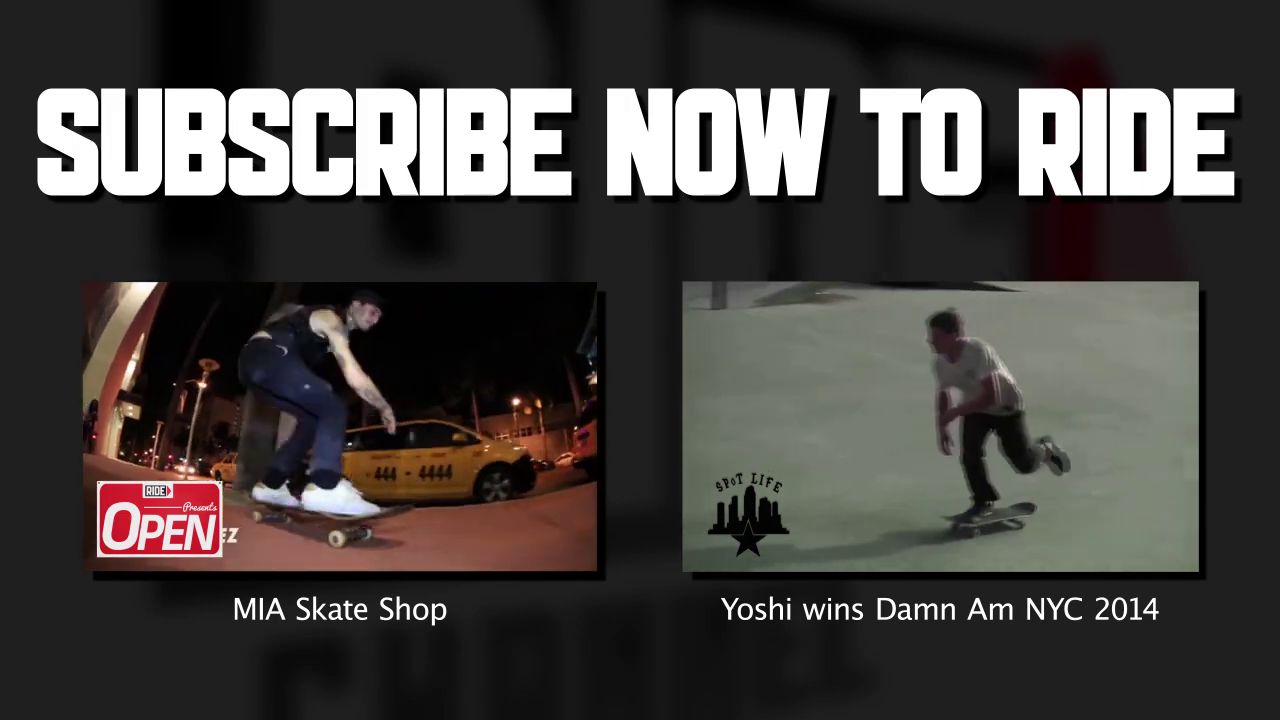 SUBSCRIBE NOW TO RIDE
444 - 4444
RIDE
Presents
OPEN
EZ
SPoT LIFE
MIA Skate Shop
Yoshi wins Damn Am NYC 2014